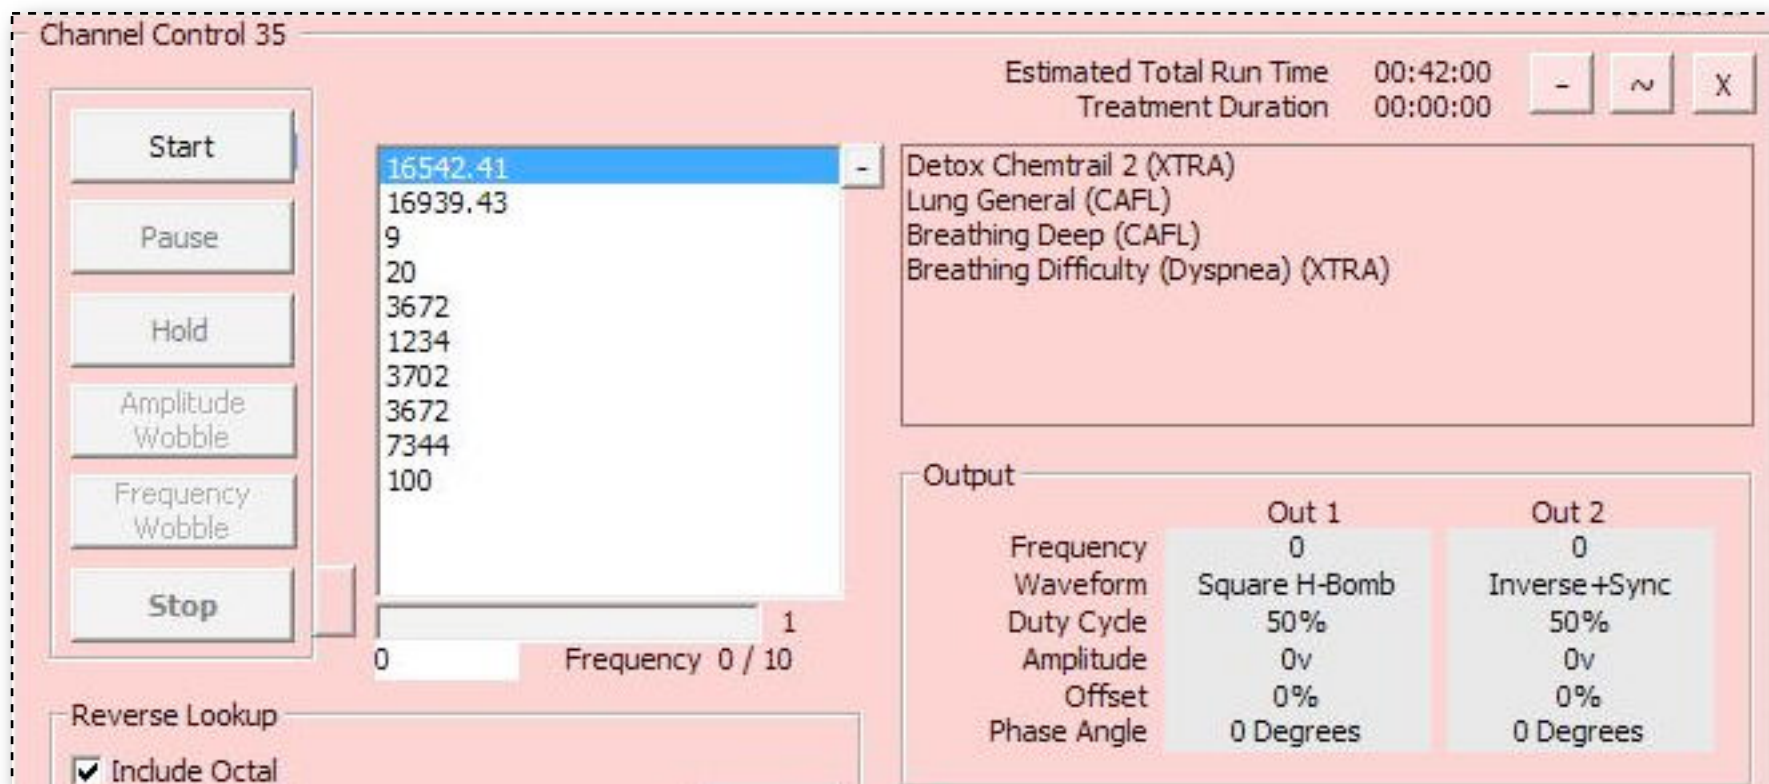 Channel Control 35
Estimated Total Run Time 00:42:00
Treatment Duration 00:00:00
- ~ X
Start
Pause
Hold
Amplitude
Wobble
Frequency
Wobble
Stop
16542.41
16939.43
9
20
3672
1234
3702
3672
7344
100
-
1
0 Frequency 0 / 10
Detox Chemtrail 2 (XTRA)
Lung General (CAFL)
Breathing Deep (CAFL)
Breathing Difficulty (Dyspnea) (XTRA)
Output
Out 1 Out 2
Frequency 0 0
Waveform Square H-Bomb Inverse+Sync
Duty Cycle 50% 50%
Amplitude 0v 0v
Offset 0% 0%
Phase Angle 0 Degrees 0 Degrees
Reverse Lookup
Include Octal